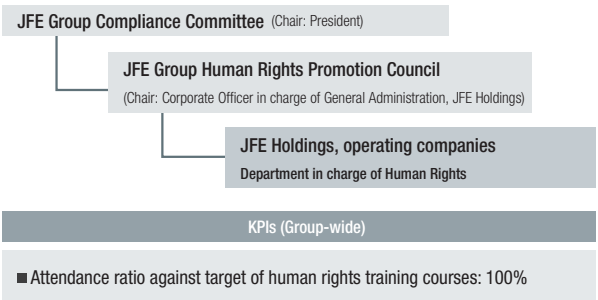 JFE Group Compliance Committee (Chair: President)
JFE Group Human Rights Promotion Council
(Chair: Corporate Officer in charge of General Administration, JFE Holdings)
JFE Holdings, operating companies
Department in charge of Human Rights
KPIs (Group-wide)
■ Attendance ratio against target of human rights training courses: 100%